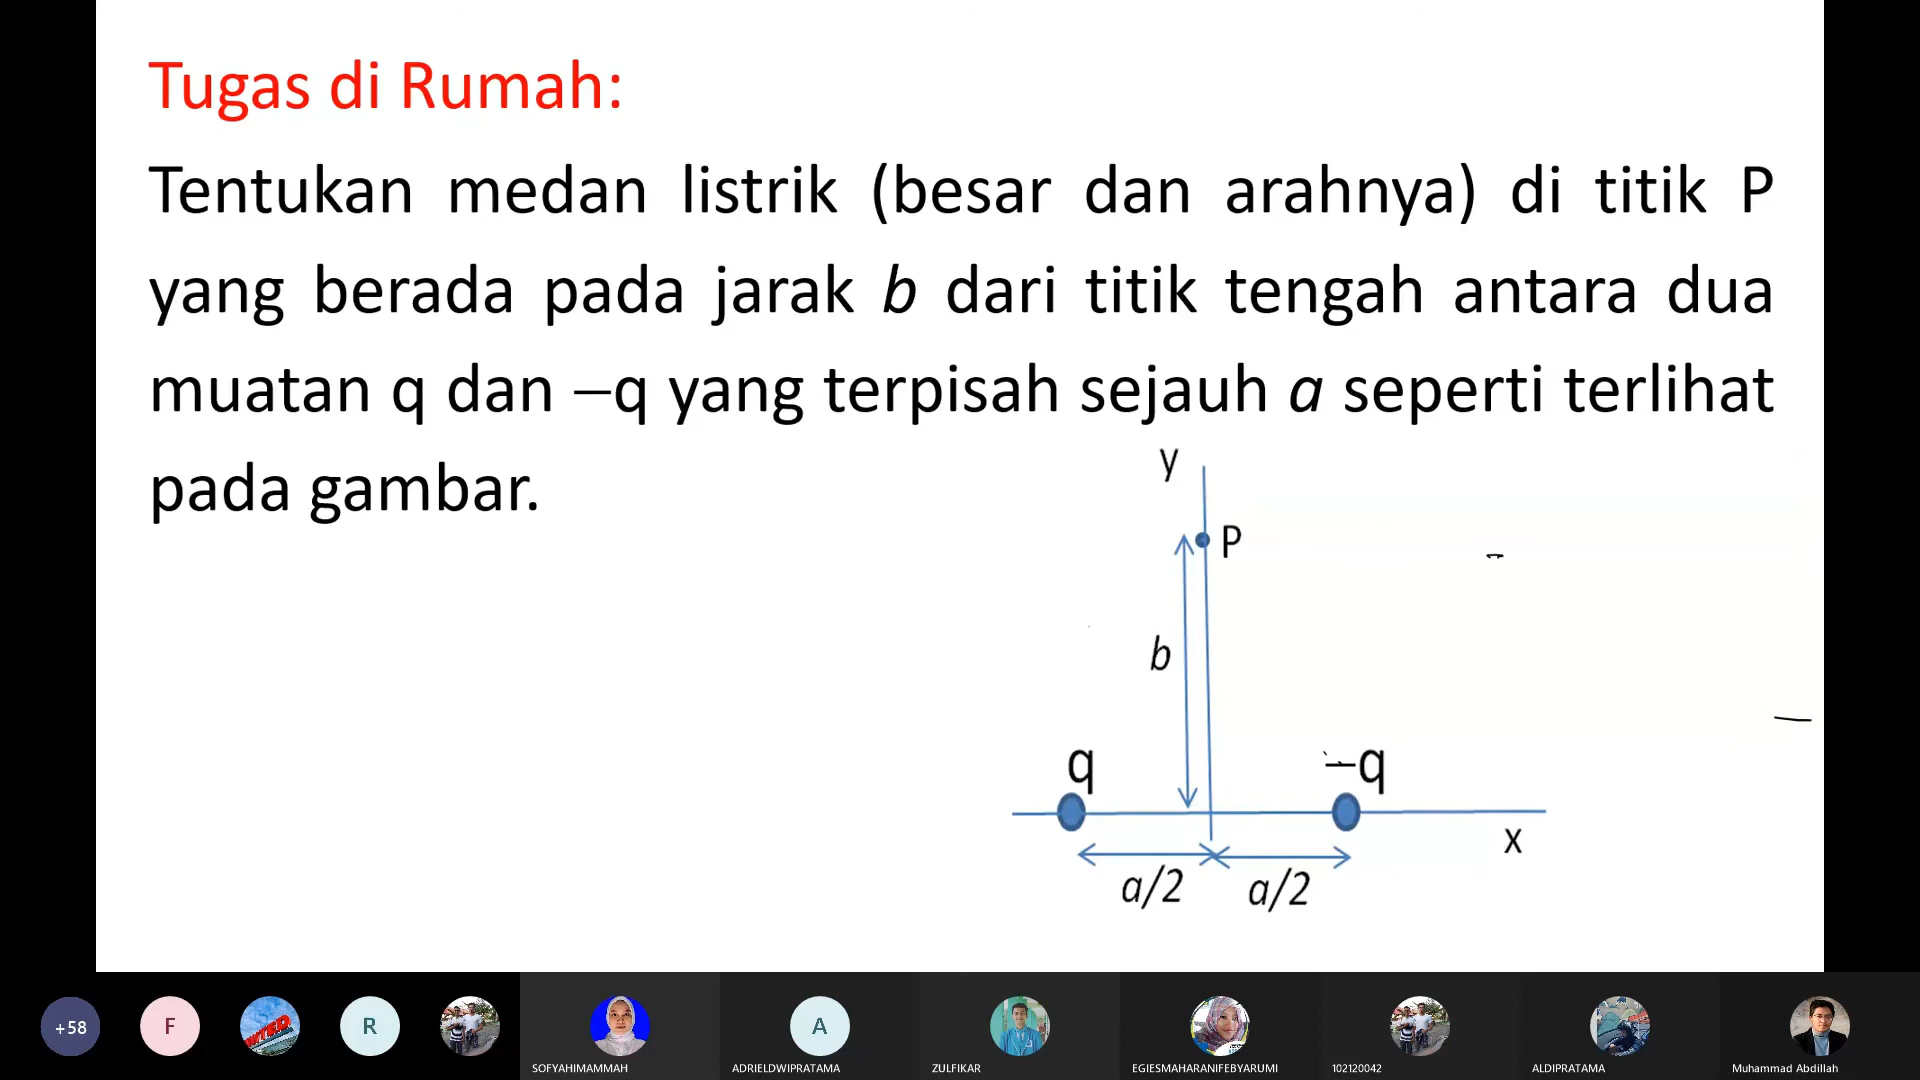 Tugas di Rumah:
Tentukan medan listrik (besar dan arahnya) di titik P
yang berada pada jarak b dari titik tengah antara dua
muatan q dan –q yang terpisah sejauh a seperti terlihat
pada gambar.
y
P
b
q –q
x
a/2 a/2
+58 F R A
SOFYAHIMAMMAH ADRIELDWIPRATAMA ZULFIKAR EGIESMAHARANIFEBYARUMI 102120042 ALDIPRATAMA Muhammad Abdillah